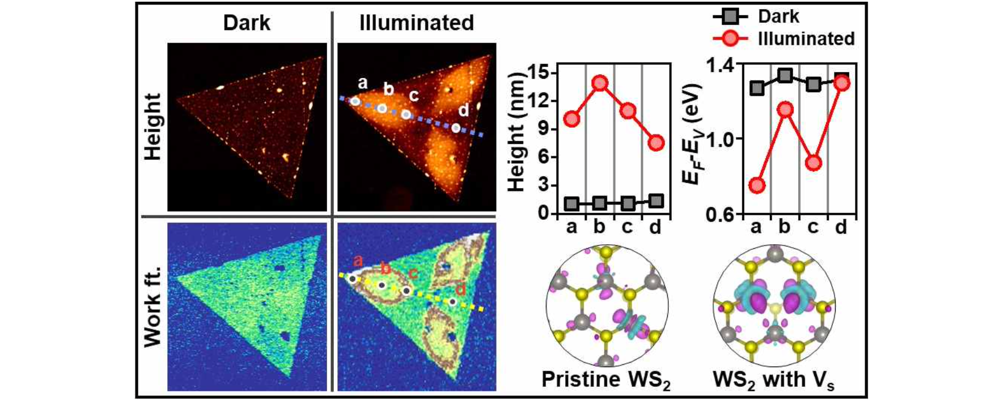 Dark
Illuminated
Height
a
b
c
d
Work ft.
a
b
c
d
Height (nm)
15
12
9
6
3
0
a b c d
Dark
Illuminated
E_F-E_V (eV)
1.4
1.0
0.6
a b c d
Pristine WS₂
WS₂ with Vₛ